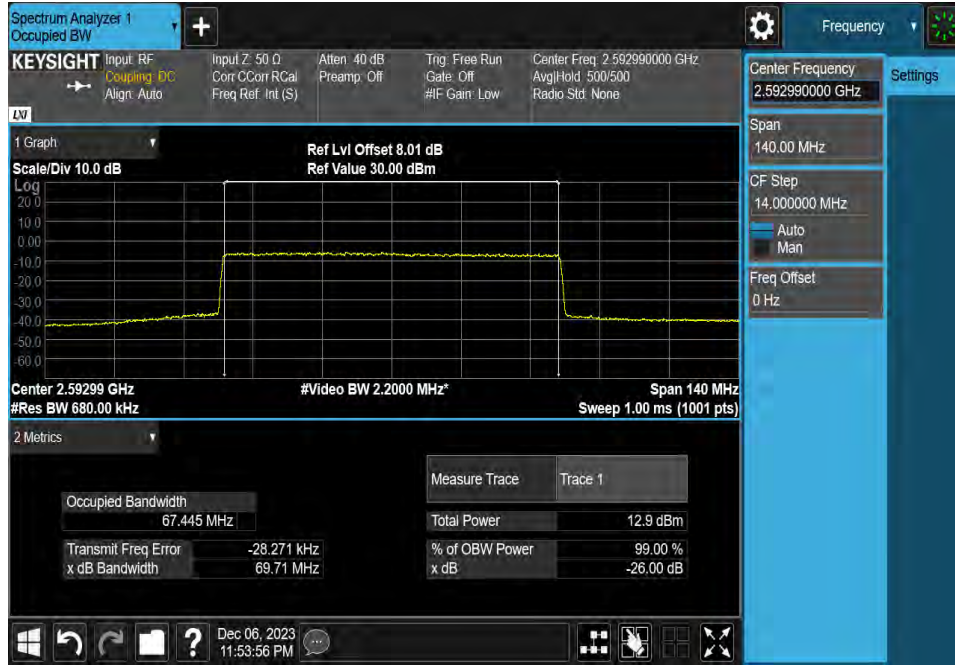 Spectrum Analyzer 1
Occupied BW
+
Frequency
KEYSIGHT
Input: RF
Coupling: DC
Align: Auto
Input Z: 50 Ω
Corr CCorr RCal
Freq Ref: Int (S)
Atten: 40 dB
Preamp: Off
Trig: Free Run
Gate: Off
#IF Gain: Low
Center Freq: 2.592990000 GHz
Avg|Hold: 500/500
Radio Std: None
LXI
Center Frequency
2.592990000 GHz
Settings
Span
140.00 MHz
CF Step
14.000000 MHz
Auto
Man
Freq Offset
0 Hz
1 Graph
Scale/Div 10.0 dB
Ref Lvl Offset 8.01 dB
Ref Value 30.00 dBm
Log
20.0
10.0
0.00
-10.0
-20.0
-30.0
-40.0
-50.0
-60.0
Center 2.59299 GHz
#Video BW 2.2000 MHz*
Span 140 MHz
#Res BW 680.00 kHz
Sweep 1.00 ms (1001 pts)
2 Metrics
Occupied Bandwidth
67.445 MHz
Transmit Freq Error
-28.271 kHz
x dB Bandwidth
69.71 MHz
Measure Trace
Trace 1
Total Power
12.9 dBm
% of OBW Power
99.00 %
x dB
-26.00 dB
?
Dec 06, 2023
11:53:56 PM